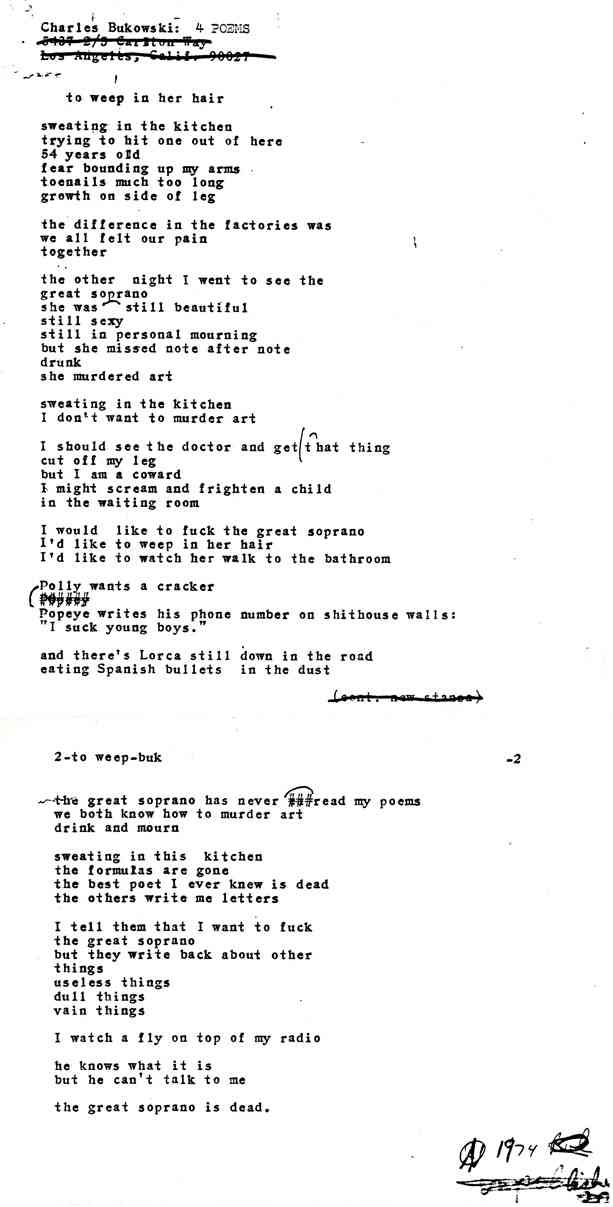 Charles Bukowski: 4 POEMS
5437 2/5 Carlton Way
Los Angeles, Calif. 90027
to weep in her hair
sweating in the kitchen
trying to hit one out of here
54 years old
fear bounding up my arms
toenails much too long
growth on side of leg
the difference in the factories was
we all felt our pain
together
the other night I went to see the
great soprano
she was still beautiful
still sexy
still in personal mourning
but she missed note after note
drunk
she murdered art
sweating in the kitchen
I don't want to murder art
I should see the doctor and get that thing
cut off my leg
but I am a coward
I might scream and frighten a child
in the waiting room
I would like to fuck the great soprano
I'd like to weep in her hair
I'd like to watch her walk to the bathroom
Polly wants a cracker
Popeye writes his phone number on shithouse walls:
"I suck young boys."
and there's Lorca still down in the road
eating Spanish bullets in the dust
(cont. new stanza)
2-to weep-buk -2
the great soprano has never ###read my poems
we both know how to murder art
drink and mourn
sweating in this kitchen
the formulas are gone
the best poet I ever knew is dead
the others write me letters
I tell them that I want to fuck
the great soprano
but they write back about other
things
useless things
dull things
vain things
I watch a fly on top of my radio
he knows what it is
but he can't talk to me
the great soprano is dead.
1974